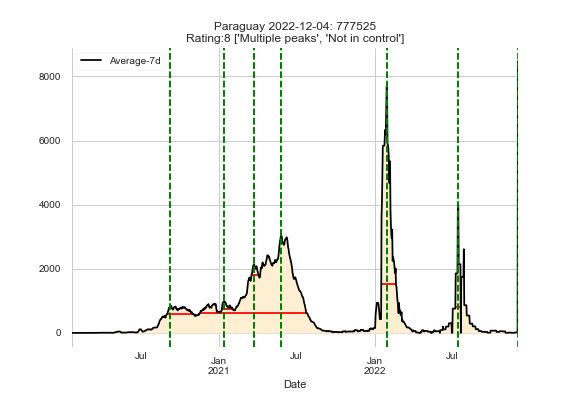 Paraguay 2022-12-04: 777525
Rating:8 ['Multiple peaks', 'Not in control']
Average-7d
8000
6000
4000
2000
0
Jul
Jan
2021
Jul
Jan
2022
Jul
Date